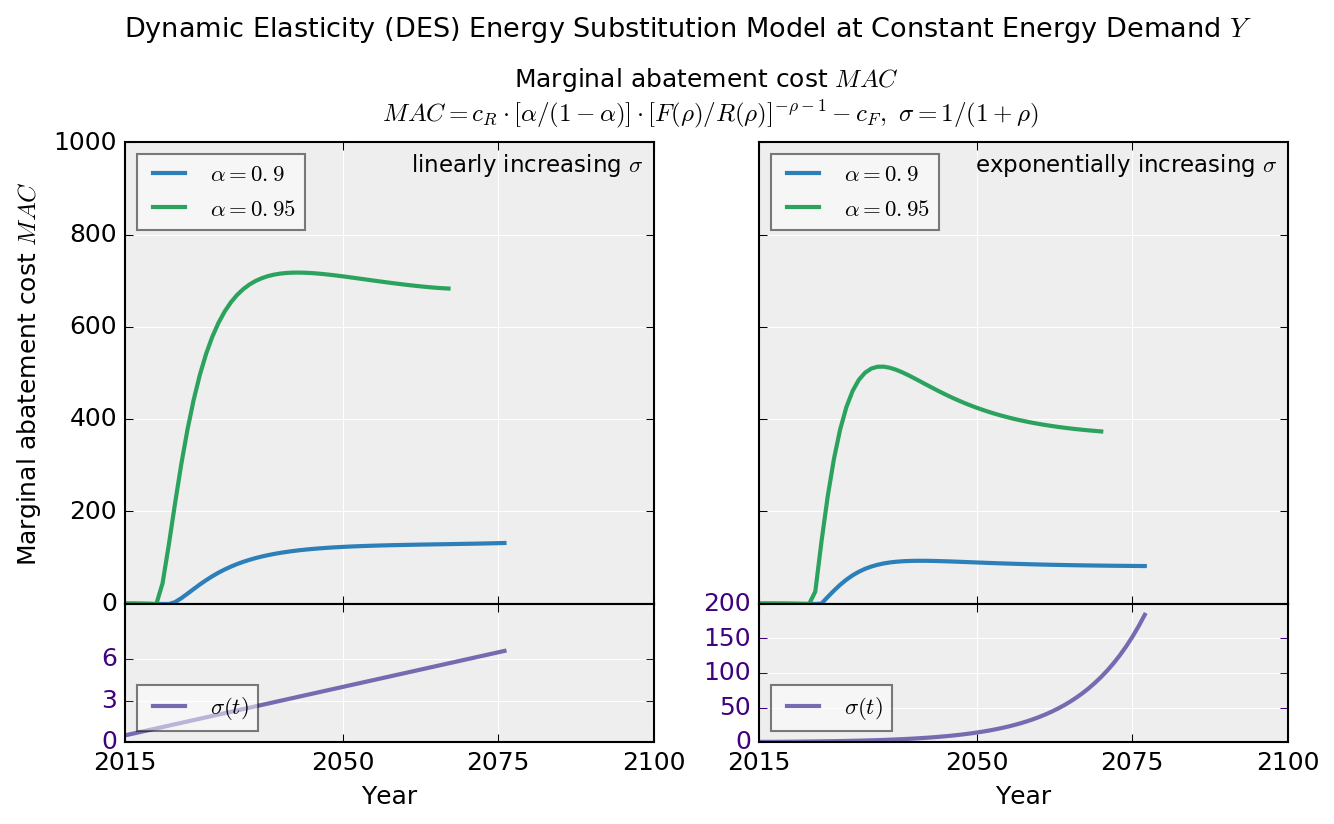 Dynamic Elasticity (DES) Energy Substitution Model at Constant Energy Demand Y
Marginal abatement cost MAC
MAC = c_R · [α/(1 − α)] · [F(ρ)/R(ρ)]^{−ρ−1} − c_F, σ = 1/(1 + ρ)
Marginal abatement cost MAC
1000
800
600
400
200
0
α = 0.9
α = 0.95
linearly increasing σ
6
3
0
σ(t)
2015
2050
2075
2100
Year
α = 0.9
α = 0.95
exponentially increasing σ
200
150
100
50
0
σ(t)
2015
2050
2075
2100
Year